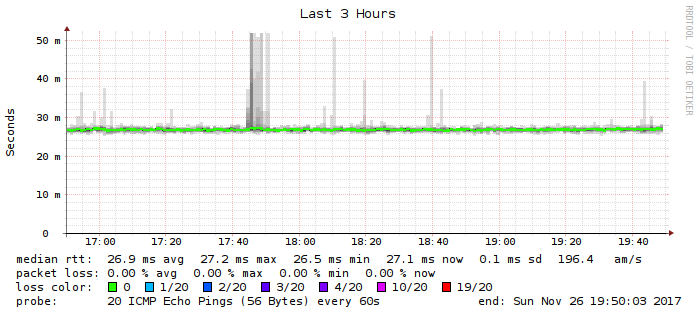 Last 3 Hours
RRDTOOL / TOBI OETIKER
Seconds
50 m
40 m
30 m
20 m
10 m
0
17:00 17:20 17:40 18:00 18:20 18:40 19:00 19:20 19:40
median rtt: 26.9 ms avg 27.2 ms max 26.5 ms min 27.1 ms now 0.1 ms sd 196.4 am/s
packet loss: 0.00 % avg 0.00 % max 0.00 % min 0.00 % now
loss color: 0 1/20 2/20 3/20 4/20 10/20 19/20
probe: 20 ICMP Echo Pings (56 Bytes) every 60s end: Sun Nov 26 19:50:03 2017